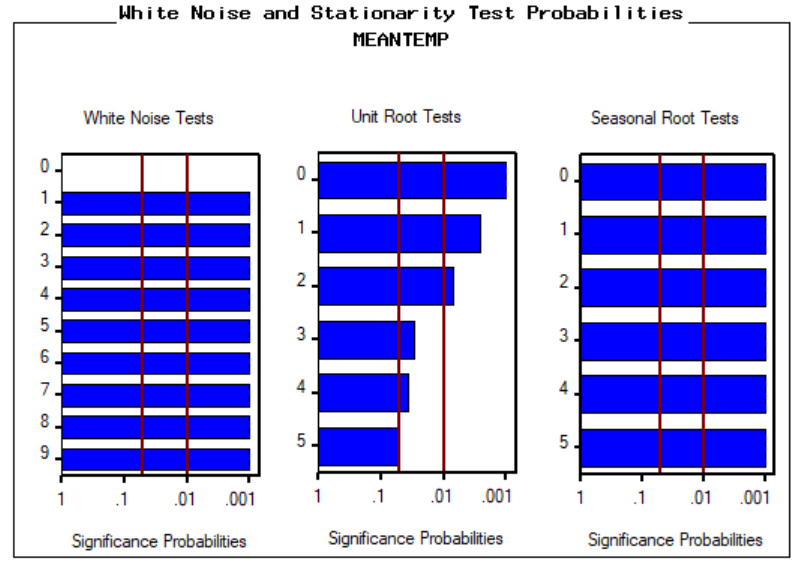 White Noise and Stationarity Test Probabilities
MEANTEMP
White Noise Tests
0
1
2
3
4
5
6
7
8
9
1 .1 .01 .001
Significance Probabilities
Unit Root Tests
0
1
2
3
4
5
1 .1 .01 .001
Significance Probabilities
Seasonal Root Tests
0
1
2
3
4
5
1 .1 .01 .001
Significance Probabilities